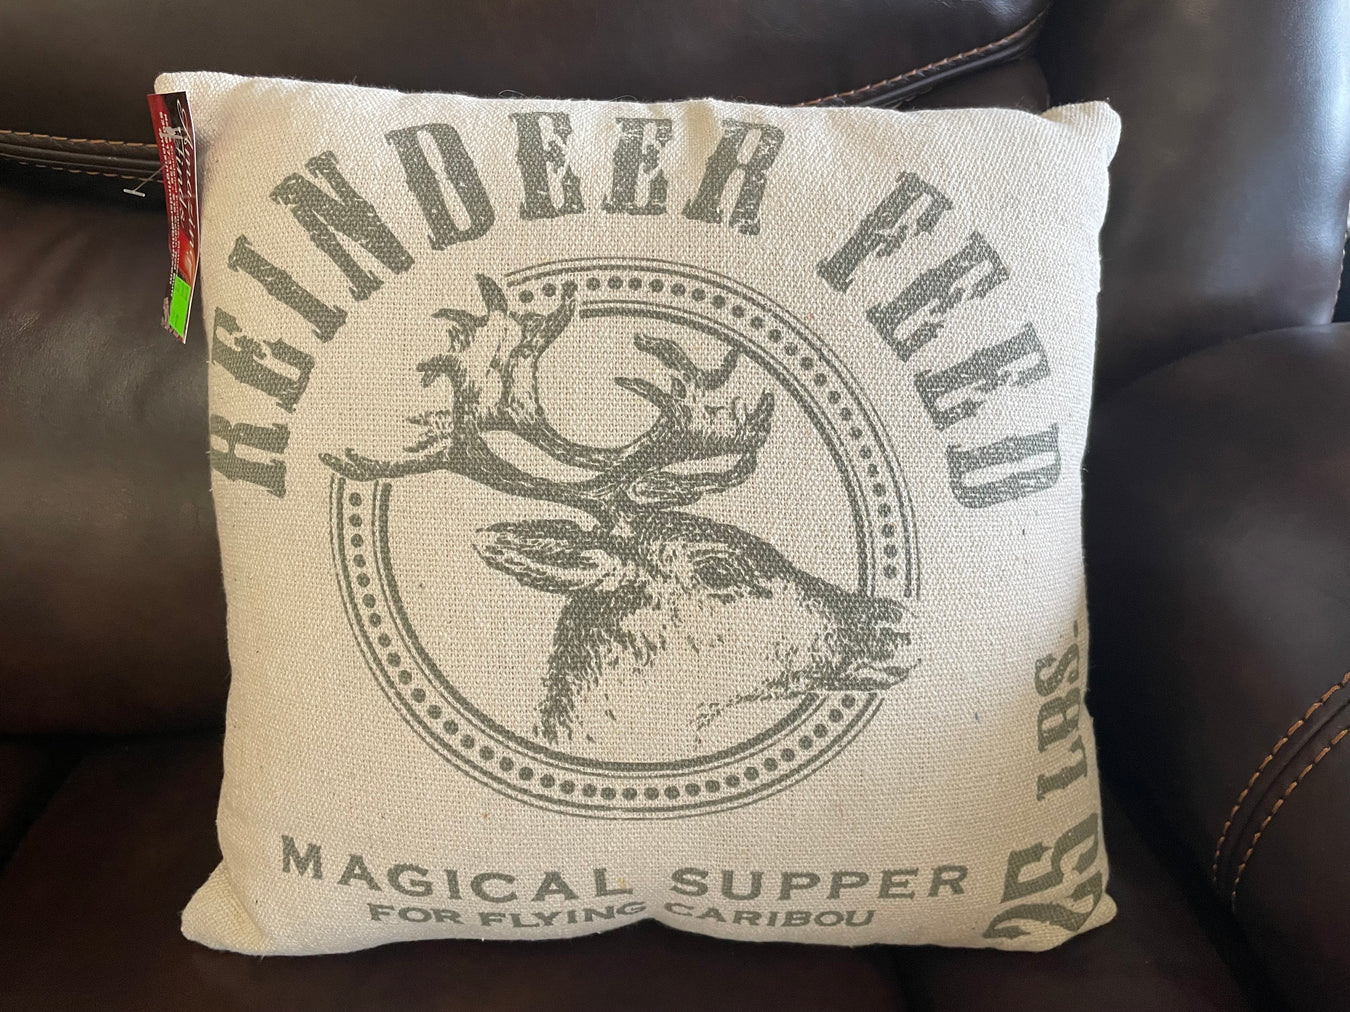 REINDEER FEED
25 LBS.
MAGICAL SUPPER
FOR FLYING CARIBOU